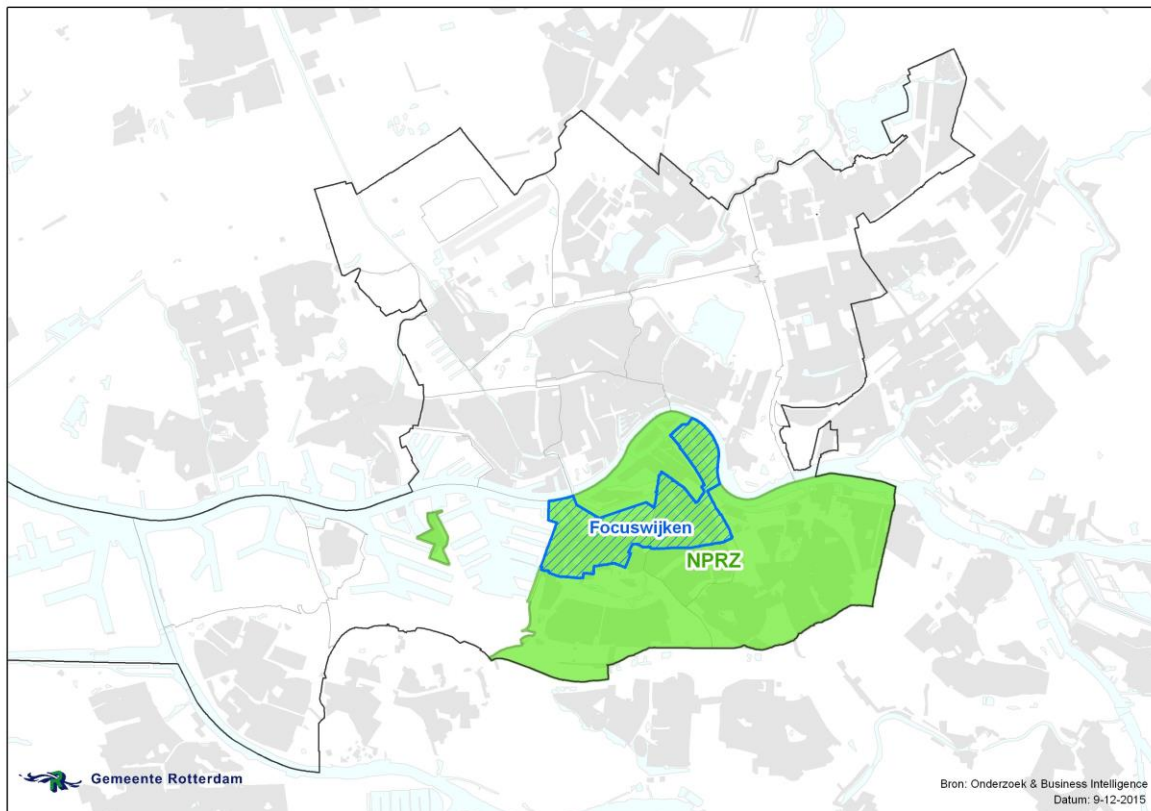 Focuswijken
NPRZ
Gemeente Rotterdam
Bron: Onderzoek & Business Intelligence
Datum: 9-12-2015